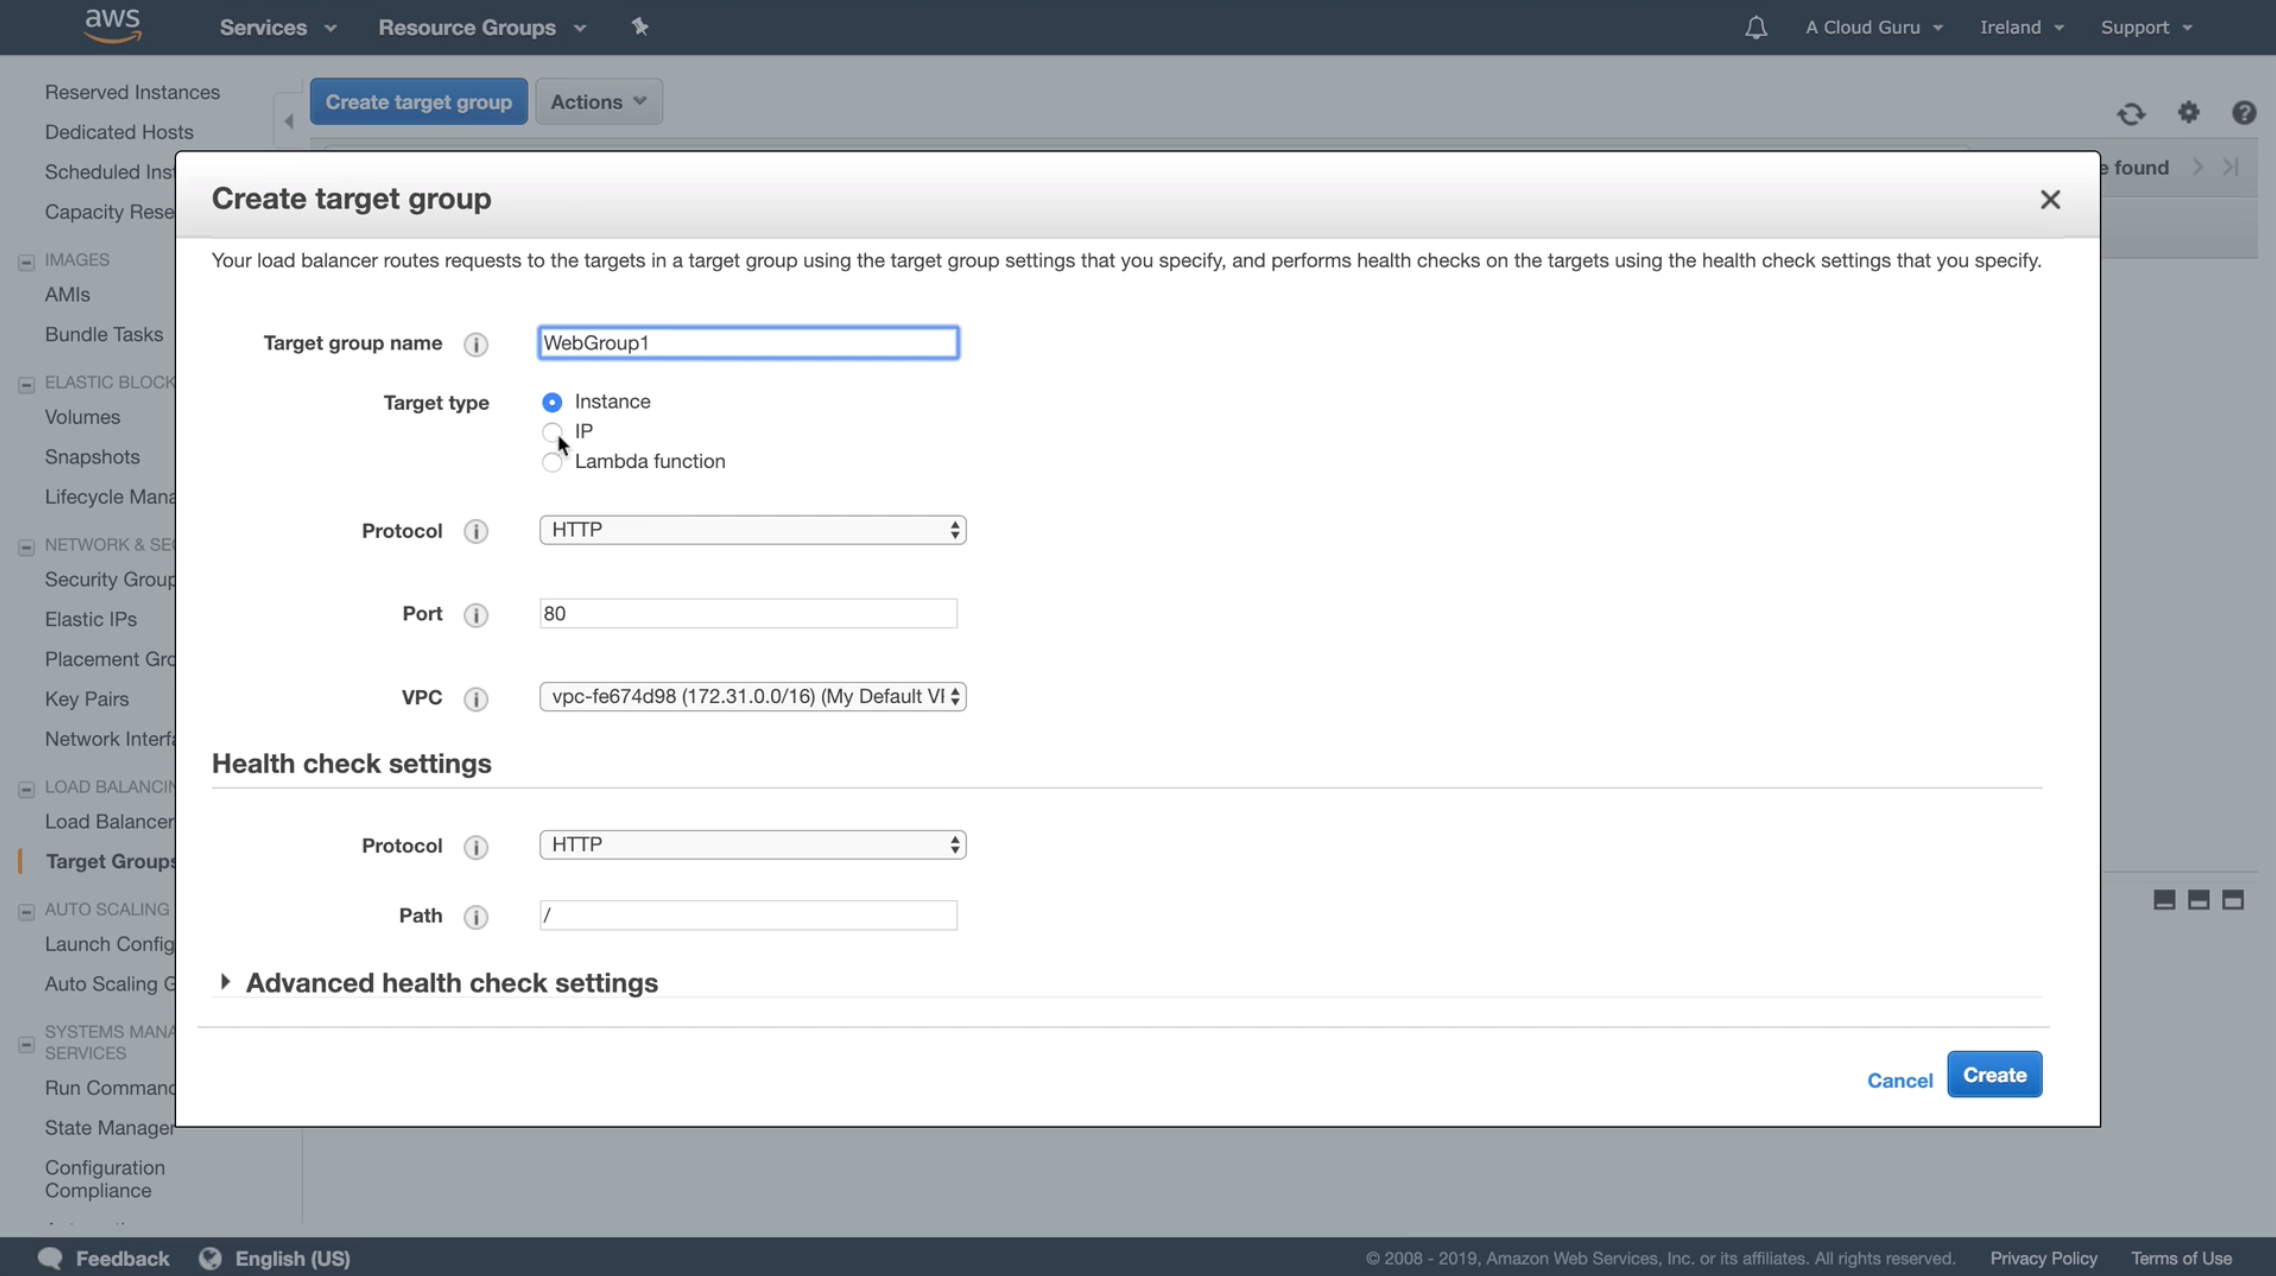 aws
Services
Resource Groups
A Cloud Guru
Ireland
Support
Reserved Instances
Dedicated Hosts
Scheduled Inst
Capacity Rese
IMAGES
AMIs
Bundle Tasks
ELASTIC BLOCK
Volumes
Snapshots
Lifecycle Mana
NETWORK & SEC
Security Group
Elastic IPs
Placement Gro
Key Pairs
Network Interfa
LOAD BALANCIN
Load Balancer
Target Groups
AUTO SCALING
Launch Config
Auto Scaling G
SYSTEMS MANA
SERVICES
Run Command
State Manager
Configuration
Compliance
Create target group
Actions
e found
Create target group
Your load balancer routes requests to the targets in a target group using the target group settings that you specify, and performs health checks on the targets using the health check settings that you specify.
Target group name
WebGroup1
Target type
Instance
IP
Lambda function
Protocol
HTTP
Port
80
VPC
vpc-fe674d98 (172.31.0.0/16) (My Default VP
Health check settings
Protocol
HTTP
Path
/
Advanced health check settings
Cancel
Create
Feedback
English (US)
© 2008 - 2019, Amazon Web Services, Inc. or its affiliates. All rights reserved.
Privacy Policy
Terms of Use